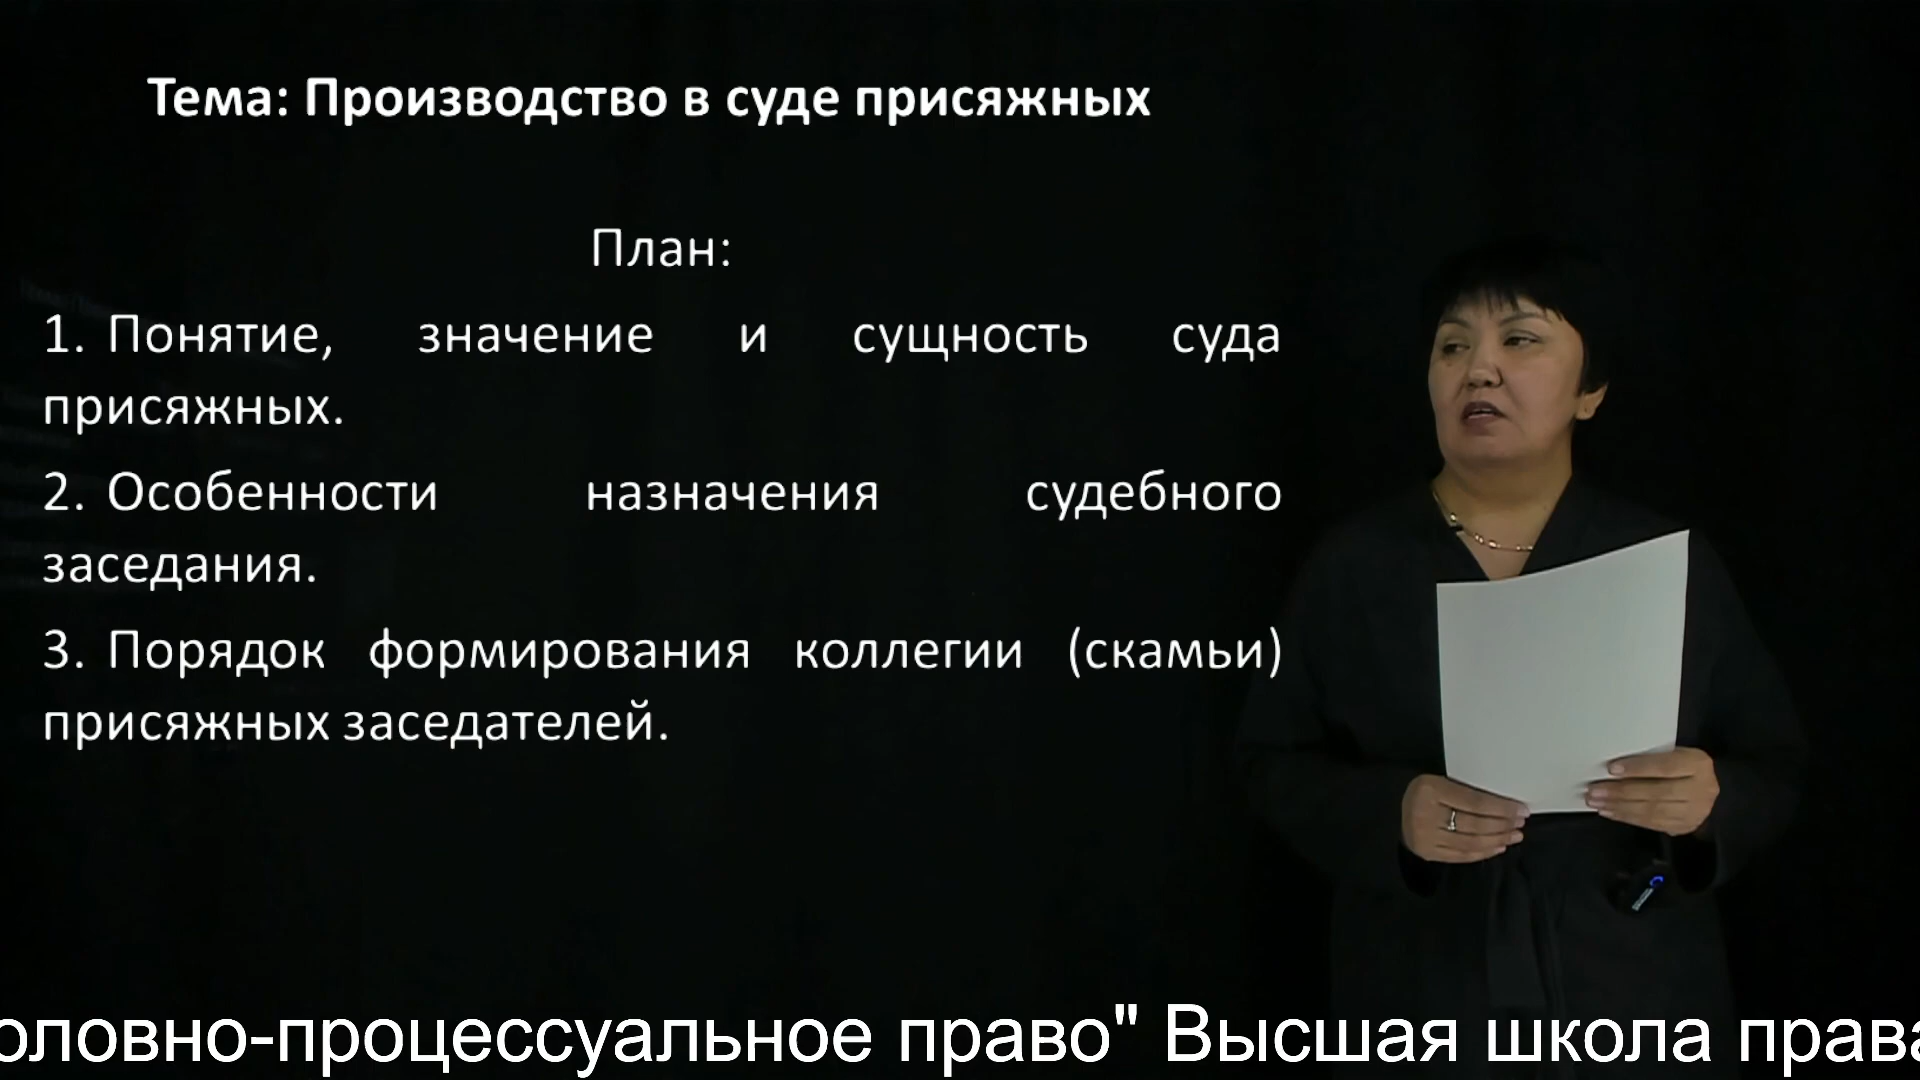 Тема: Производство в суде присяжных
План:
1. Понятие, значение и сущность суда
присяжных.
2. Особенности назначения судебного
заседания.
3. Порядок формирования коллегии (скамьи)
присяжных заседателей.
оловно-процессуальное право" Высшая школа права